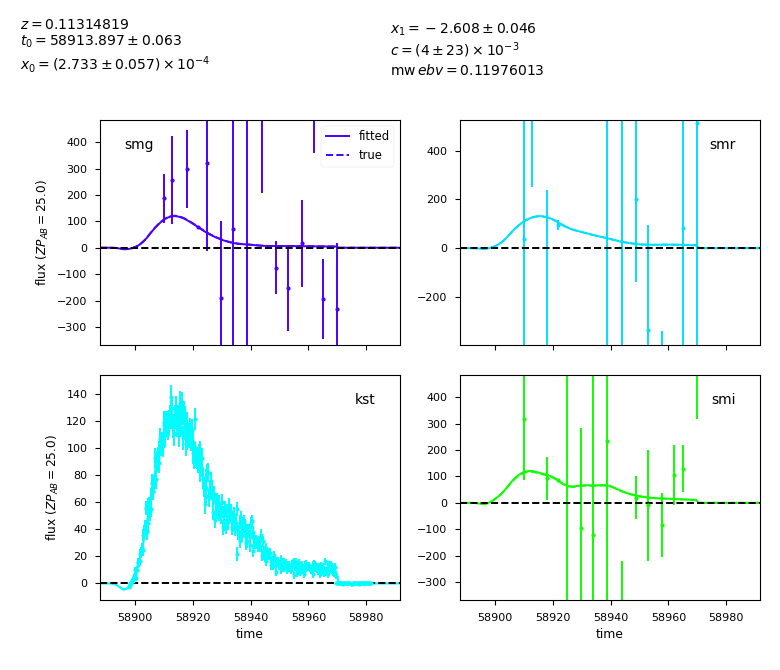 z = 0.11314819
t₀ = 58913.897 ± 0.063
x₀ = (2.733 ± 0.057) × 10⁻⁴
x₁ = −2.608 ± 0.046
c = (4 ± 23) × 10⁻³
mw ebv = 0.11976013
smg
fitted
true
400
300
200
100
0
−100
−200
−300
flux (ZP_AB = 25.0)
smr
400
200
0
−200
kst
140
120
100
80
60
40
20
0
flux (ZP_AB = 25.0)
58900 58920 58940 58960 58980
time
smi
400
300
200
100
0
−100
−200
−300
58900 58920 58940 58960 58980
time